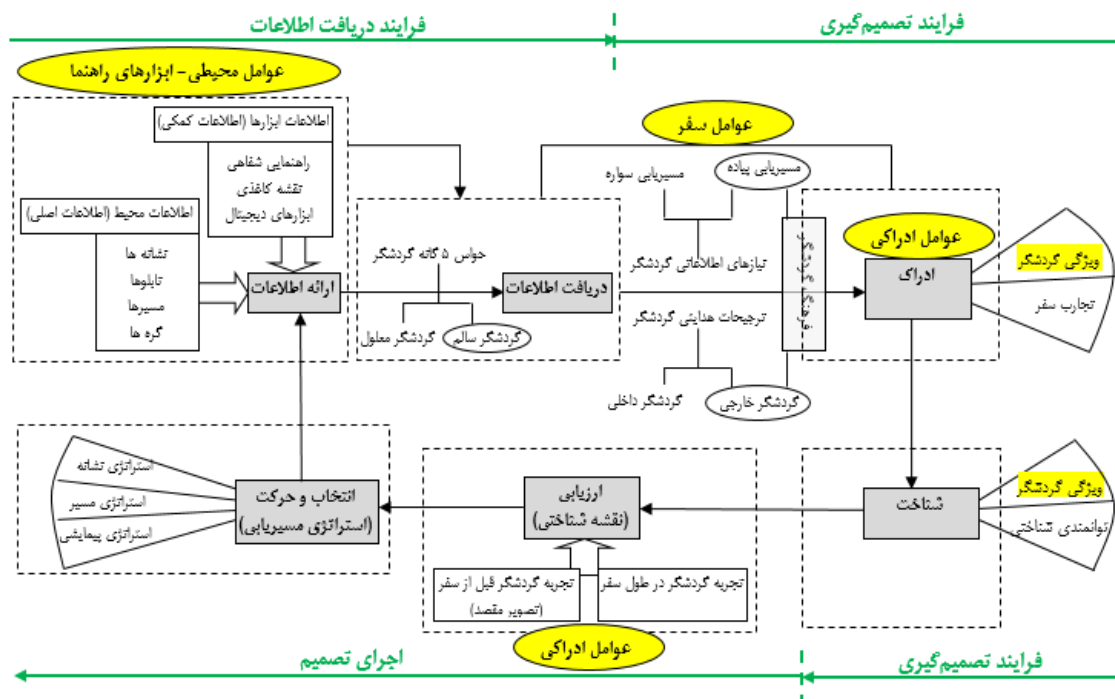 فرایند تصمیم‌گیری
فرایند دریافت اطلاعات
عوامل محیطی- ابزارهای راهنما
اطلاعات ابزارها (اطلاعات کمکی)
راهنمایی شفاهی
نقشه کاغذی
ابزارهای دیجیتال
اطلاعات محیط (اطلاعات اصلی)
نشانه ها
تابلوها
مسیرها
گره ها
ارائه اطلاعات
حواس ۵ گانه گردشگر
گردشگر سالم
گردشگر معلول
دریافت اطلاعات
عوامل سفر
مسیریابی پیاده
مسیریابی سواره
نیازهای اطلاعاتی گردشگر
ترجیحات هدایتی گردشگر
گردشگر خارجی
گردشگر داخلی
فرهنگ گردشگر
عوامل ادراکی
ادراک
ویژگی گردشگر
تجارب سفر
شناخت
ویژگی گردشگر
توانمندی شناختی
ارزیابی
(نقشه شناختی)
تجربه گردشگر در طول سفر
تجربه گردشگر قبل از سفر
(تصویر مقصد)
عوامل ادراکی
انتخاب و حرکت
(استراتژی مسیریابی)
استراتژی نشانه
استراتژی مسیر
استراتژی پیمایشی
فرایند تصمیم‌گیری
اجرای تصمیم